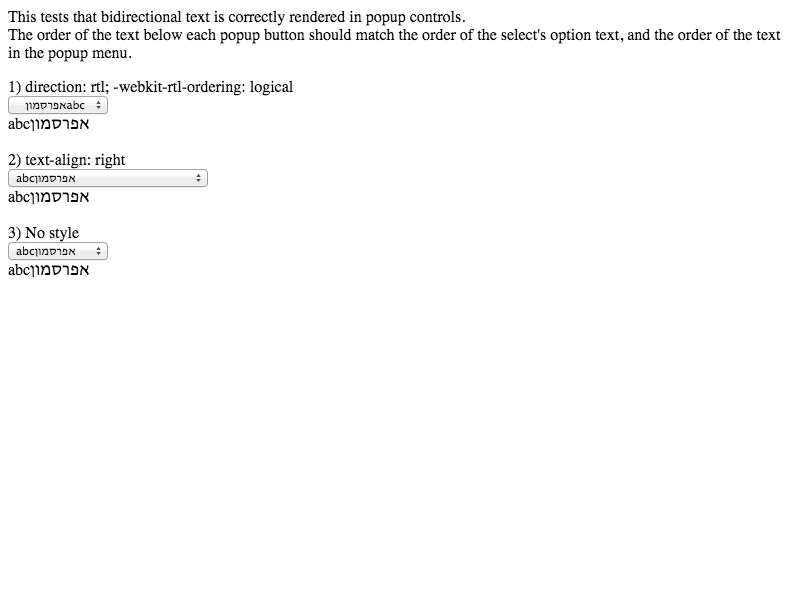 This tests that bidirectional text is correctly rendered in popup controls.
The order of the text below each popup button should match the order of the select's option text, and the order of the text
in the popup menu.
1) direction: rtl; -webkit-rtl-ordering: logical
אפרסמוןabc
abcאפרסמון
2) text-align: right
abcאפרסמון
abcאפרסמון
3) No style
abcאפרסמון
abcאפרסמון